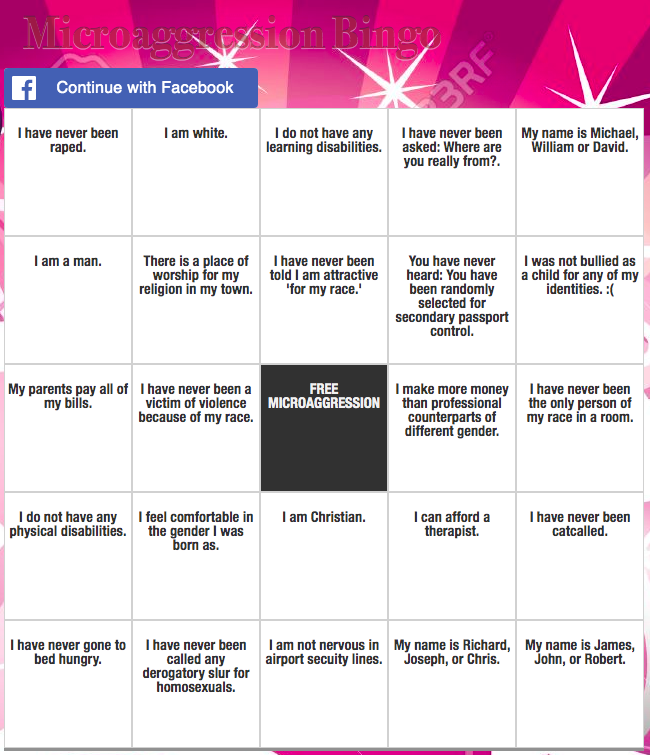 Microaggression Bingo
123RF
Continue with Facebook
I have never been
raped.
I am white.
I do not have any
learning disabilities.
I have never been
asked: Where are
you really from?.
My name is Michael,
William or David.
I am a man.
There is a place of
worship for my
religion in my town.
I have never been
told I am attractive
'for my race.'
You have never
heard: You have
been randomly
selected for
secondary passport
control.
I was not bullied as
a child for any of my
identities. :(
My parents pay all of
my bills.
I have never been a
victim of violence
because of my race.
FREE
MICROAGGRESSION
I make more money
than professional
counterparts of
different gender.
I have never been
the only person of
my race in a room.
I do not have any
physical disabilities.
I feel comfortable in
the gender I was
born as.
I am Christian.
I can afford a
therapist.
I have never been
catcalled.
I have never gone to
bed hungry.
I have never been
called any
derogatory slur for
homosexuals.
I am not nervous in
airport secuity lines.
My name is Richard,
Joseph, or Chris.
My name is James,
John, or Robert.